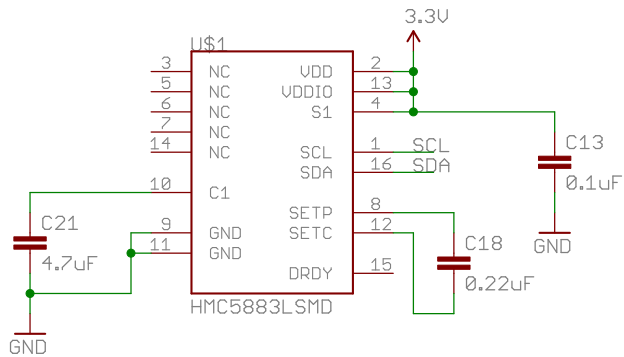 3.3V
U$1
3 NC VDD 2
5 NC VDDIO 13
6 NC S1 4
7 NC
14 NC SCL 1 SCL
SDA 16 SDA
C13
0.1uF
10 C1
SETP 8
9 GND SETC 12
11 GND
C21
4.7uF
C18
0.22uF
DRDY 15
GND
HMC5883LSMD
GND